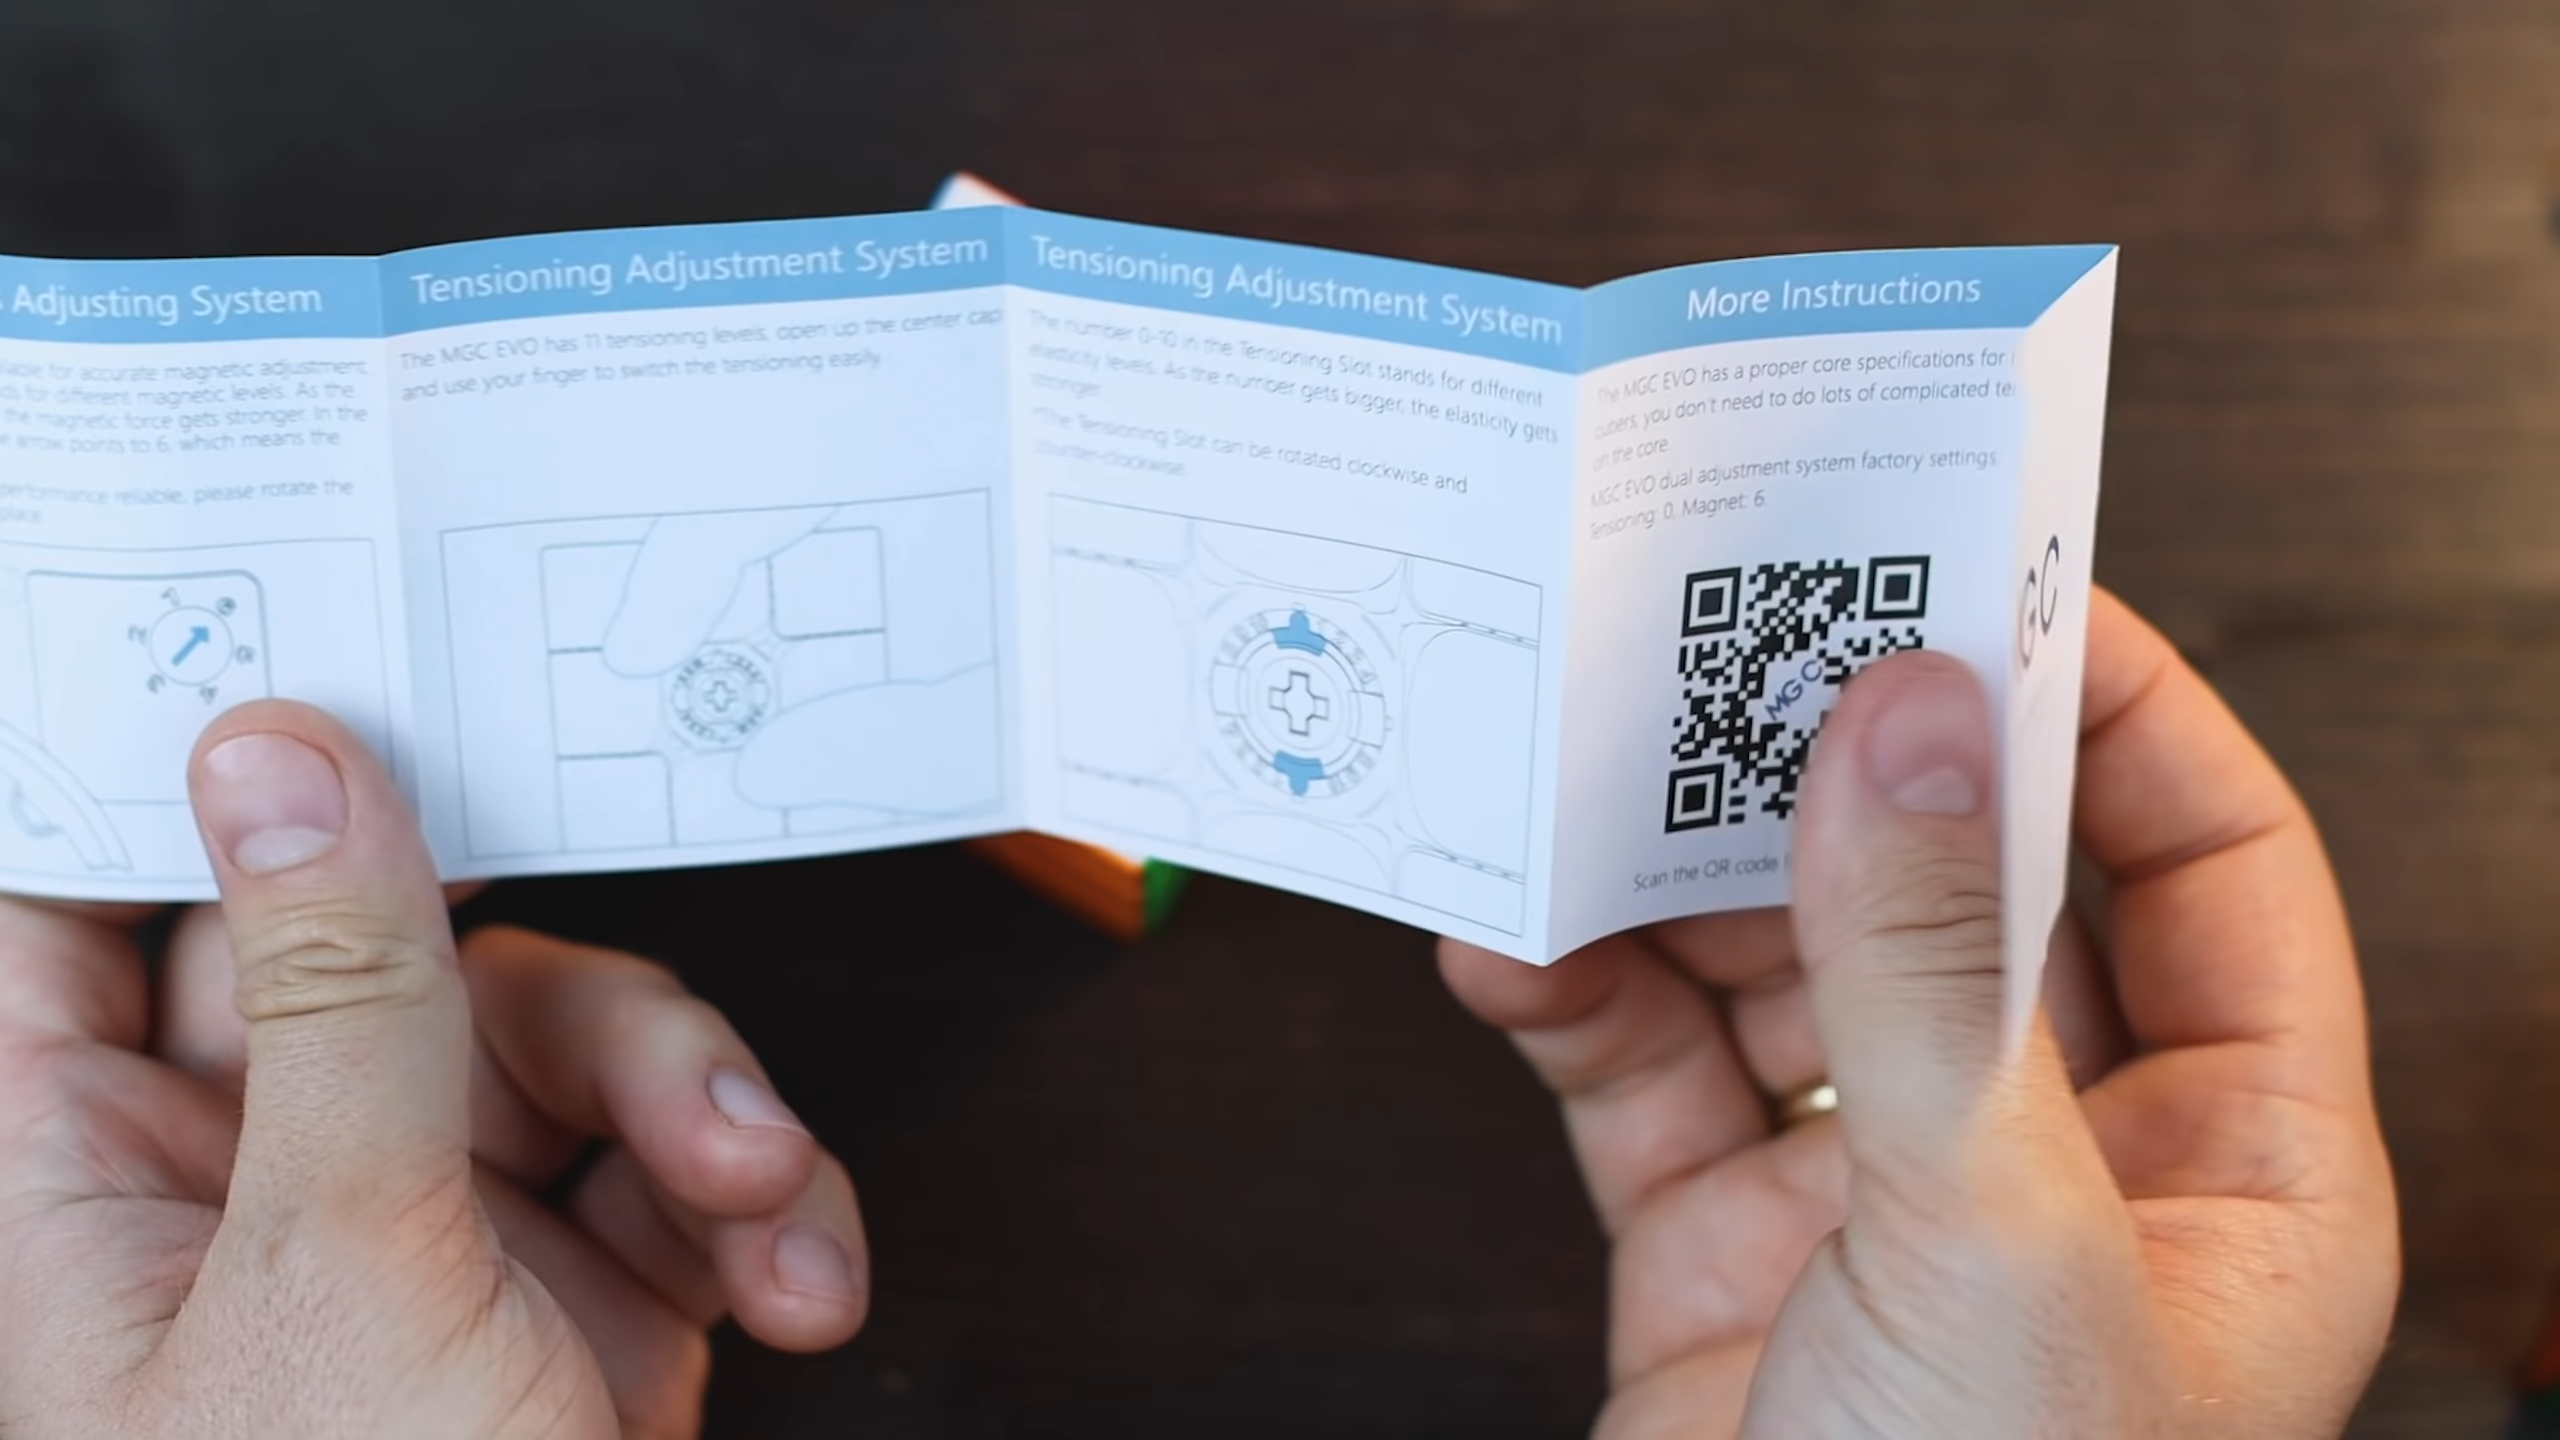 Adjusting System
for accurate magnetic adjustment.
for different magnetic levels. As the
the magnetic force gets stronger. In the
arrow points to 6, which means the
performance reliable, please rotate the
place.
Tensioning Adjustment System
The MGC EVO has 11 tensioning levels, open up the center cap
and use your finger to switch the tensioning easily.
Tensioning Adjustment System
The number 0-10 in the Tensioning Slot stands for different
elasticity levels. As the number gets bigger, the elasticity gets
stronger.
*The Tensioning Slot can be rotated clockwise and
counter-clockwise.
More Instructions
The MGC EVO has a proper core specifications for
cubers, you don't need to do lots of complicated
on the core.
MGC EVO dual adjustment system factory settings
Tensioning: 0, Magnet: 6.
MGC
Scan the QR code
GC